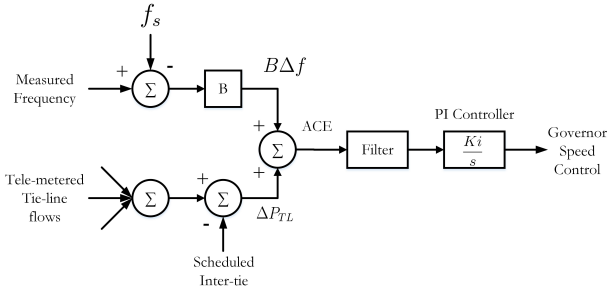 f_s
+
-
Measured
Frequency
Σ
B
BΔf
+
Σ
+
ACE
Filter
PI Controller
Ki
s
Governor
Speed
Control
Tele-metered
Tie-line
flows
Σ
+
Σ
-
ΔP_TL
Scheduled
Inter-tie